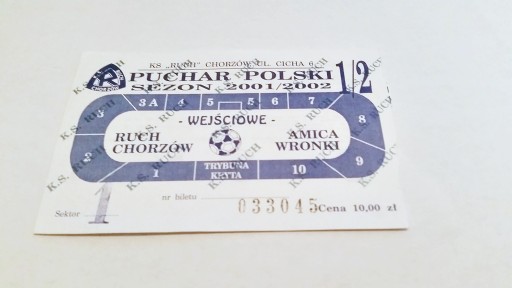 KS „RUCH" CHORZÓW UL. CICHA 6
PUCHAR POLSKI 1/2
SEZON 2001/2002
3 3A 4 5 5 6 7 8
- WEJŚCIOWE -
RUCH CHORZÓW
AMICA WRONKI
1 TRYBUNA KRYTA 10 9
K.S. RUCH
Sektor 1
nr biletu 033045 Cena 10,00 zł